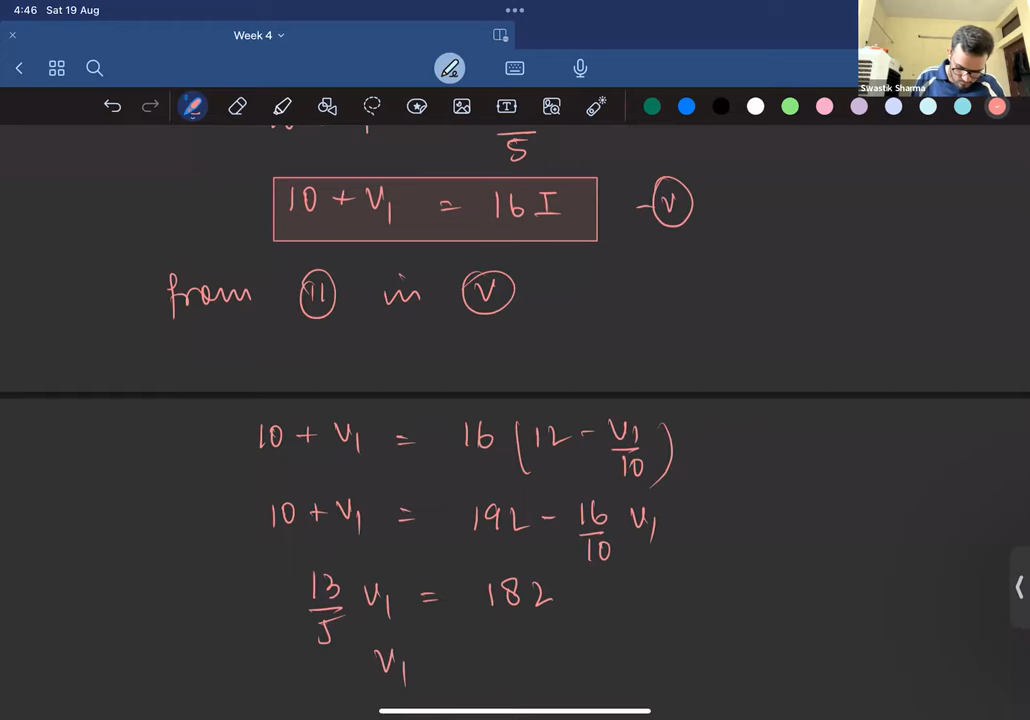 4:46 Sat 19 Aug
Week 4
Swastik Sharma
5
10 + V₁ = 16 I - Ⓥ
from (II) in Ⓥ
10 + V₁ = 16 (12 - V₁/10)
10 + V₁ = 192 - 16/10 V₁
13/5 V₁ = 182
V₁